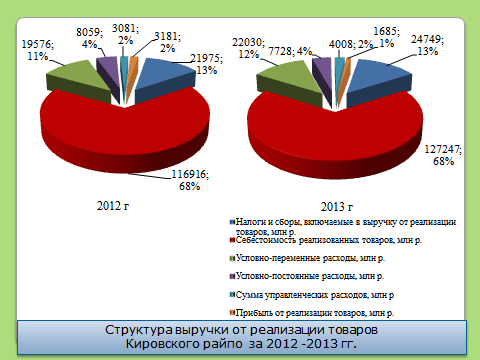 19576;
11%
8059;
4%
3081;
2%
3181;
2%
21975;
13%
116916;
68%
2012 г
22030;
12%
7728; 4%
4008; 2%
1685;
1%
24749;
13%
127247;
68%
2013 г
Налоги и сборы, включаемые в выручку от реализации
товаров, млн р.
Себестоимость реализованных товаров, млн р.
Условно-переменные расходы, млн р.
Условно-постоянные расходы, млн р.
Сумма управленческих расходов, млн р
Прибыль от реализации товаров, млн р.
Структура выручки от реализации товаров
Кировского райпо за 2012 -2013 гг.